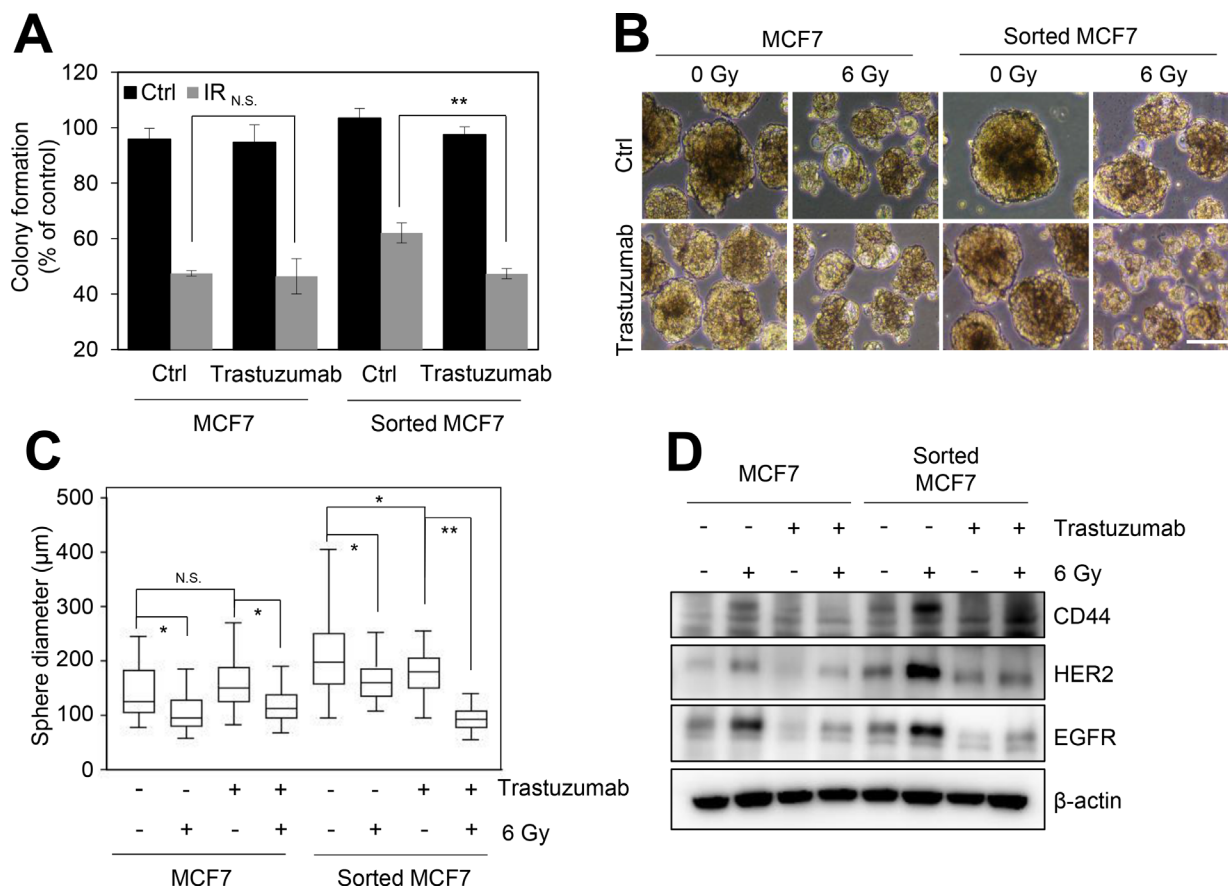 A
Colony formation
(% of control)
120
100
80
60
40
20
Ctrl
IR
N.S.
**
Ctrl
Trastuzumab
Ctrl
Trastuzumab
MCF7
Sorted MCF7
B
MCF7
Sorted MCF7
0 Gy
6 Gy
0 Gy
6 Gy
Ctrl
Trastuzumab
C
Sphere diameter (µm)
500
400
300
200
100
0
N.S.
*
*
*
*
**
- - + + - - + + Trastuzumab
- + - + - + - + 6 Gy
MCF7
Sorted MCF7
D
MCF7
Sorted
MCF7
- - + + - - + + Trastuzumab
- + - + - + - + 6 Gy
CD44
HER2
EGFR
β-actin